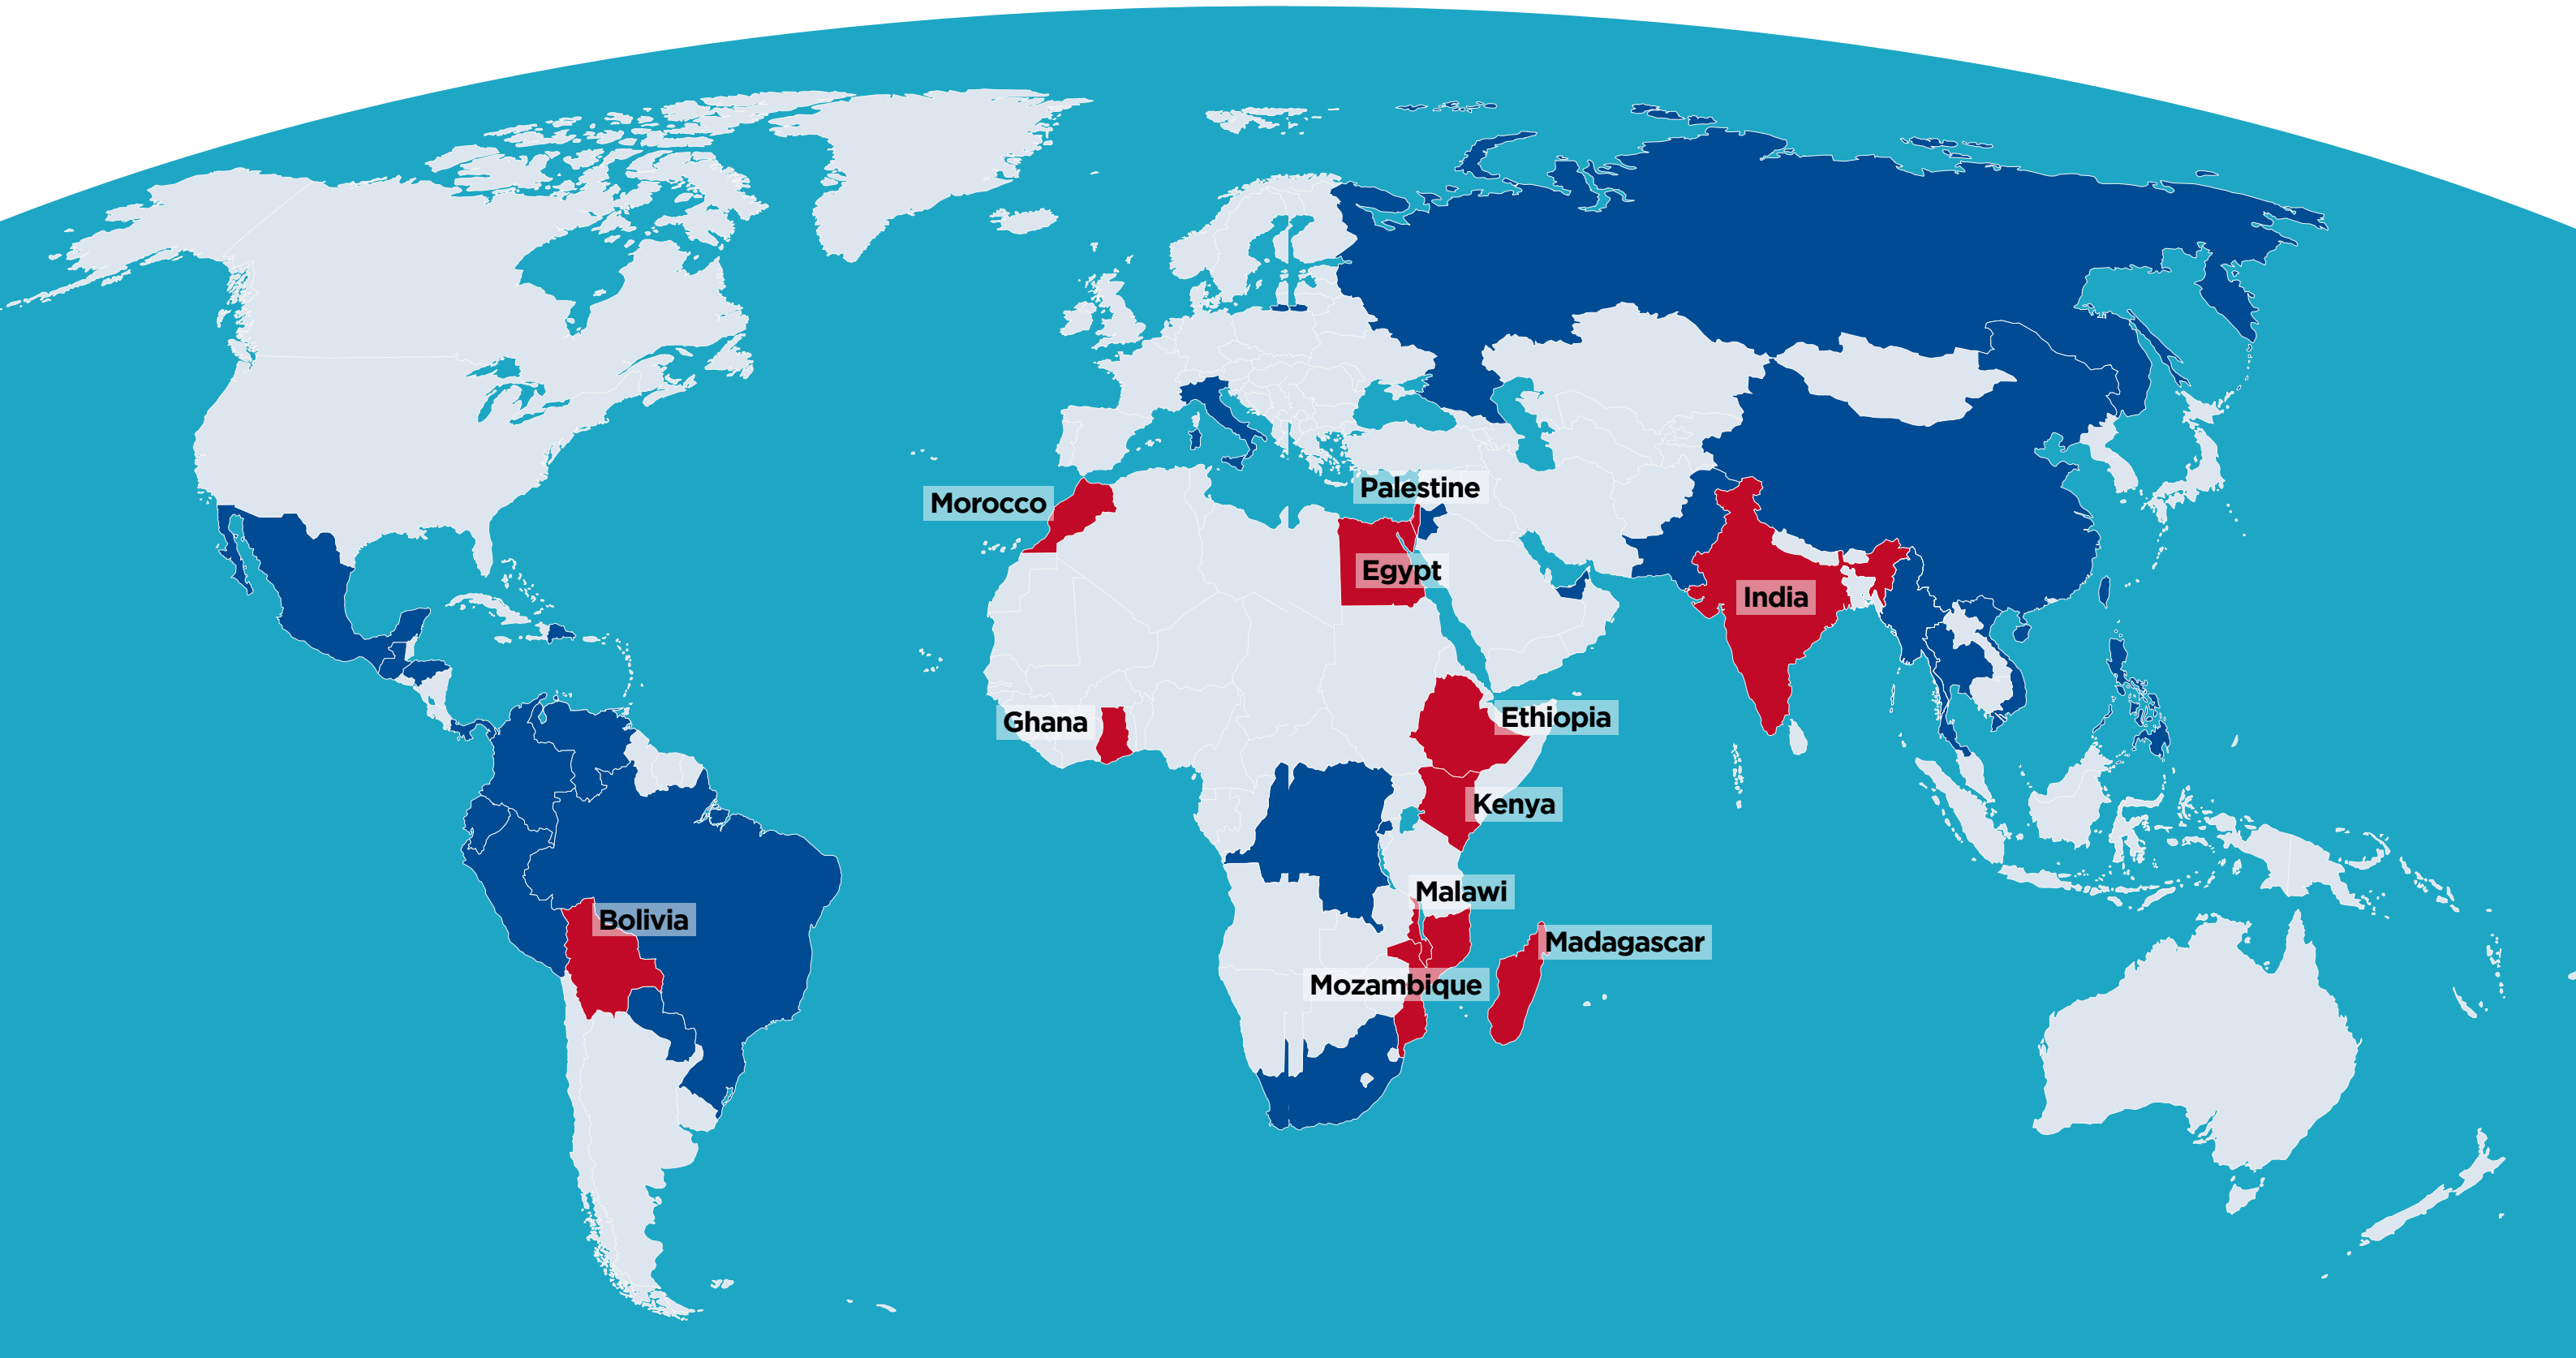 Palestine
Morocco
Egypt
India
Ethiopia
Ghana
Kenya
Malawi
Bolivia
Madagascar
Mozambique